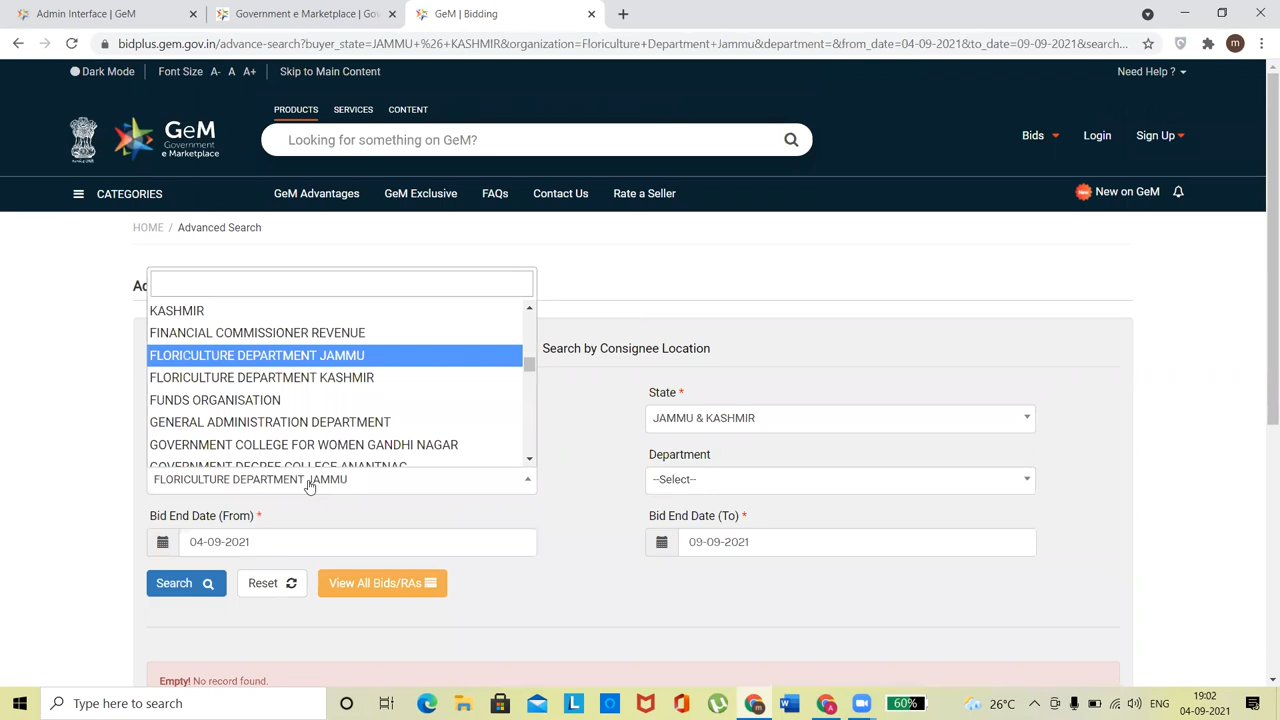 Admin Interface | GeM
Government e Marketplace | Gov
GeM | Bidding
bidplus.gem.gov.in/advance-search?buyer_state=JAMMU+%26+KASHMIR&organization=Floriculture+Department+Jammu&department=&from_date=04-09-2021&to_date=09-09-2021&search...
m
Dark Mode
Font Size A- A A+
Skip to Main Content
Need Help ?
PRODUCTS SERVICES CONTENT
GeM
Government
e Marketplace
Looking for something on GeM?
Bids
Login
Sign Up
CATEGORIES
GeM Advantages
GeM Exclusive
FAQs
Contact Us
Rate a Seller
New on GeM
HOME / Advanced Search
KASHMIR
FINANCIAL COMMISSIONER REVENUE
FLORICULTURE DEPARTMENT JAMMU
FLORICULTURE DEPARTMENT KASHMIR
FUNDS ORGANISATION
GENERAL ADMINISTRATION DEPARTMENT
GOVERNMENT COLLEGE FOR WOMEN GANDHI NAGAR
GOVERNMENT DEGREE COLLEGE ANANTNAG
Search by Consignee Location
State *
JAMMU & KASHMIR
Department
FLORICULTURE DEPARTMENT JAMMU
--Select--
Bid End Date (From) *
Bid End Date (To) *
04-09-2021
09-09-2021
Search
Reset
View All Bids/RAs
Empty! No record found.
Type here to search
60%
26°C
ENG
19:02
04-09-2021